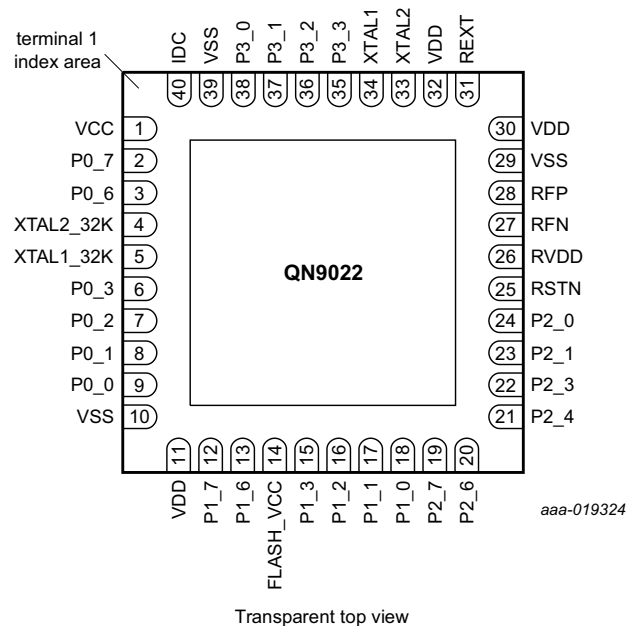 terminal 1
index area
IDC
VSS
P3_0
P3_1
P3_2
P3_3
XTAL1
XTAL2
VDD
REXT
40
39
38
37
36
35
34
33
32
31
VCC 1
P0_7 2
P0_6 3
XTAL2_32K 4
XTAL1_32K 5
P0_3 6
P0_2 7
P0_1 8
P0_0 9
VSS 10
QN9022
30 VDD
29 VSS
28 RFP
27 RFN
26 RVDD
25 RSTN
24 P2_0
23 P2_1
22 P2_3
21 P2_4
11
12
13
14
15
16
17
18
19
20
VDD
P1_7
P1_6
FLASH_VCC
P1_3
P1_2
P1_1
P1_0
P2_7
P2_6
aaa-019324
Transparent top view